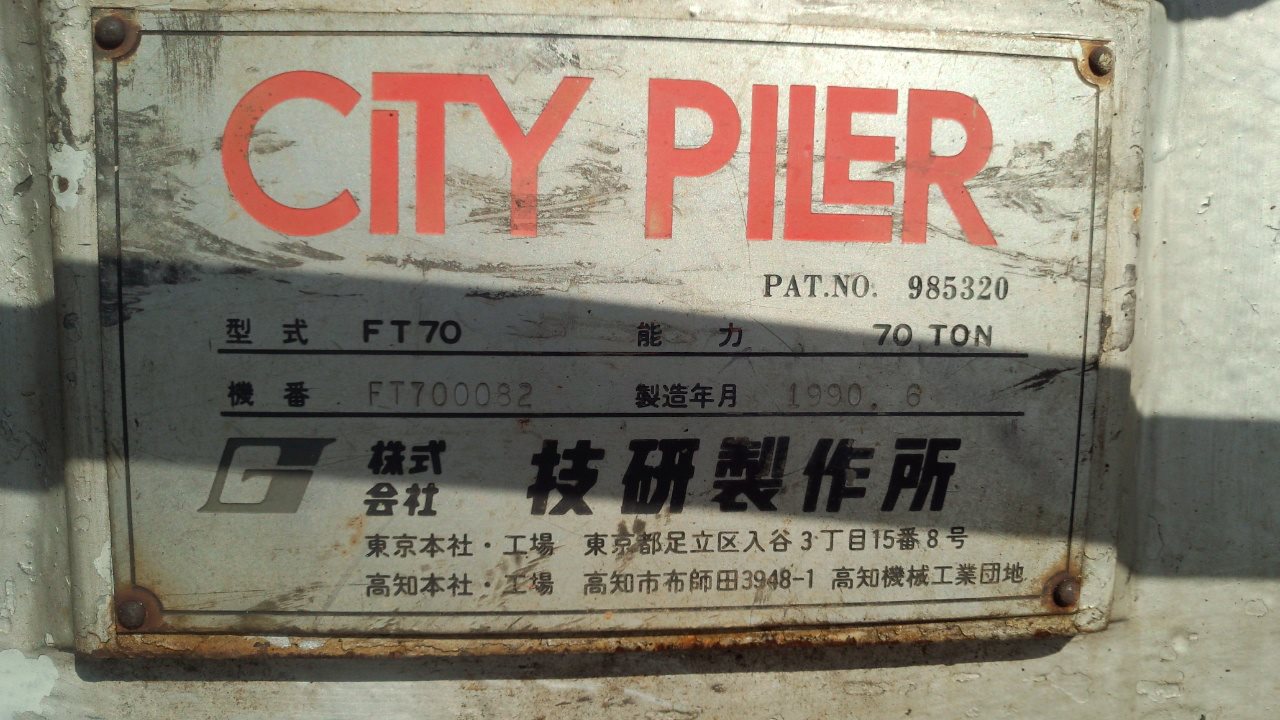 CITY PILER
PAT.NO. 985320
型式 FT70 能力 70 TON
機番 FT700082 製造年月 1990.6
G 株式会社 技研製作所
東京本社・工場 東京都足立区入谷3丁目15番8号
高知本社・工場 高知市布師田3948-1 高知機械工業団地